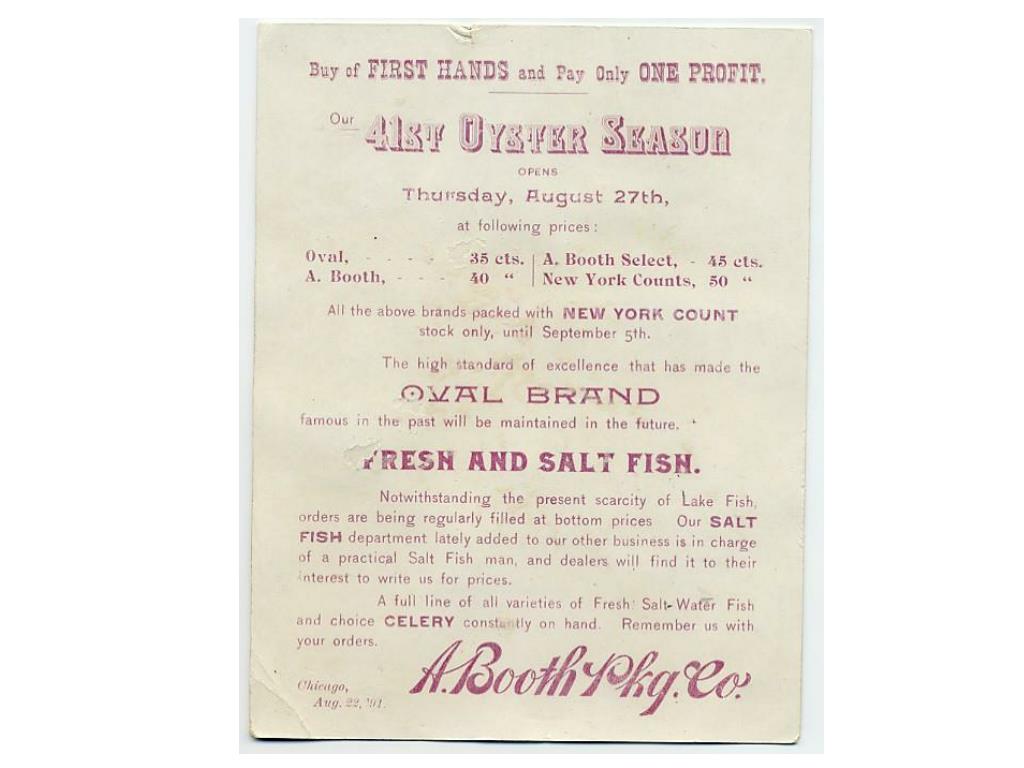 Buy of FIRST HANDS and Pay Only ONE PROFIT.
Our 41ST OYSTER SEASON
OPENS
Thursday, August 27th,
at following prices:
Oval, - - - - 35 cts. | A. Booth Select, - 45 cts.
A. Booth, - - - 40 " | New York Counts, 50 "
All the above brands packed with NEW YORK COUNT
stock only, until September 5th.
The high standard of excellence that has made the
OVAL BRAND
famous in the past will be maintained in the future.
FRESH AND SALT FISH.
Notwithstanding the present scarcity of Lake Fish,
orders are being regularly filled at bottom prices Our SALT
FISH department lately added to our other business is in charge
of a practical Salt Fish man, and dealers will find it to their
interest to write us for prices.
A full line of all varieties of Fresh Salt-Water Fish
and choice CELERY constantly on hand. Remember us with
your orders.
A. Booth Pkg. Co.
Chicago,
Aug. 22, '91.